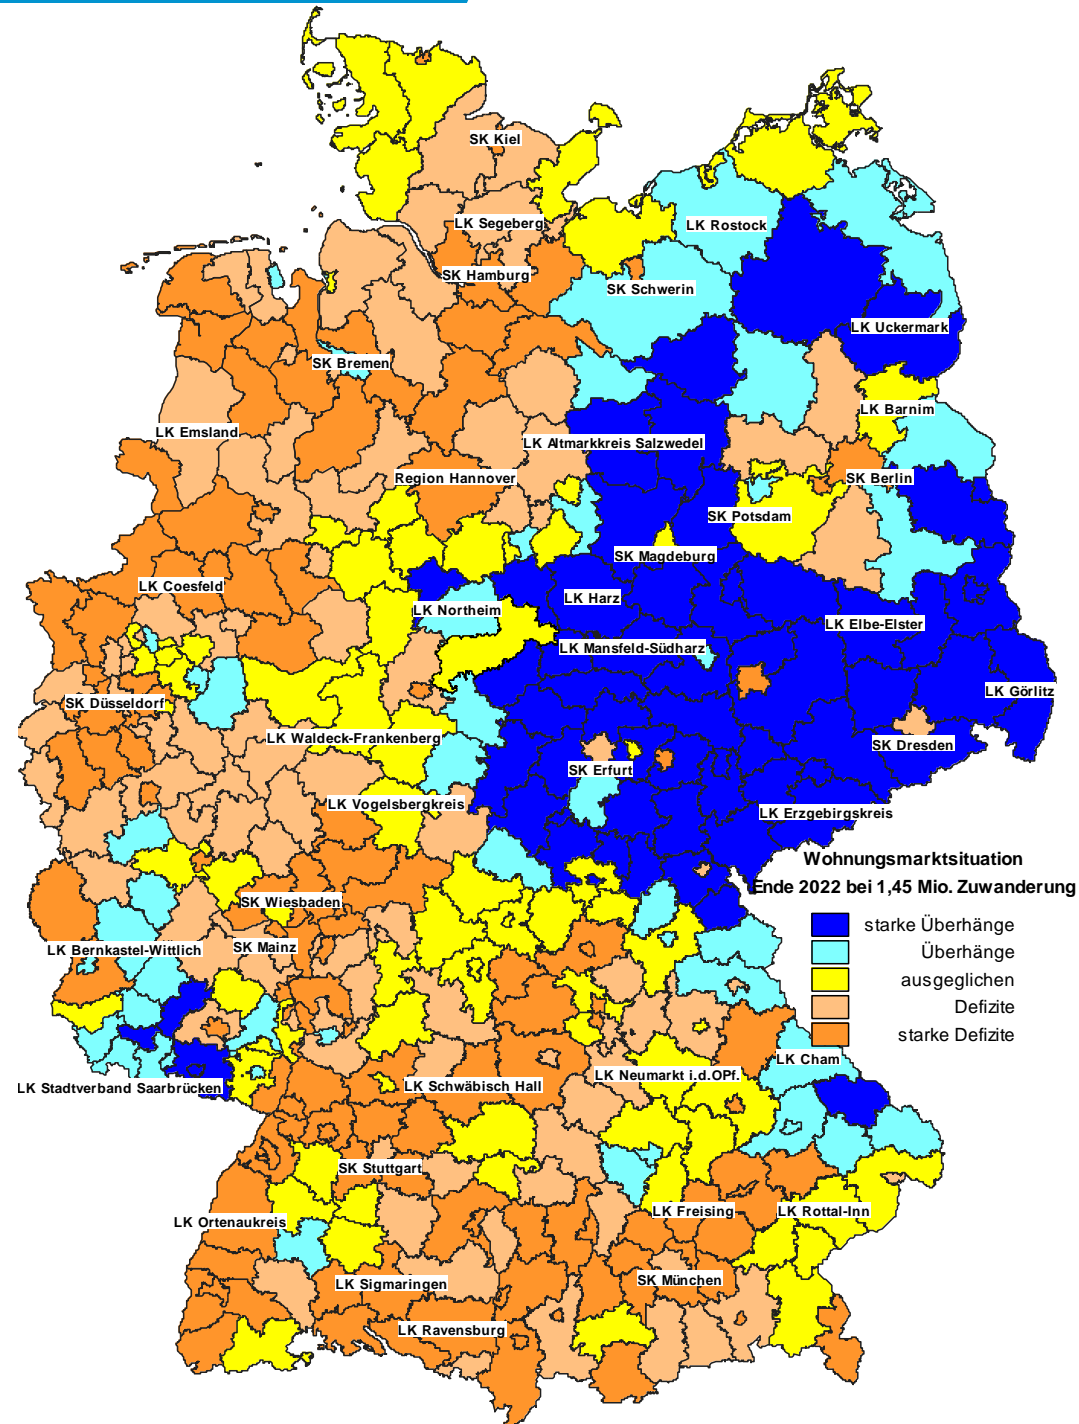 SK Kiel
LK Segeberg
LK Rostock
SK Hamburg
SK Schwerin
LK Uckermark
SK Bremen
LK Barnim
LK Emsland
LK Altmarkkreis Salzwedel
Region Hannover
SK Berlin
SK Potsdam
SK Magdeburg
LK Coesfeld
LK Harz
LK Northeim
LK Elbe-Elster
LK Mansfeld-Südharz
LK Görlitz
SK Düsseldorf
LK Waldeck-Frankenberg
SK Dresden
SK Erfurt
LK Vogelsbergkreis
LK Erzgebirgskreis
Wohnungsmarktsituation
Ende 2022 bei 1,45 Mio. Zuwanderung
starke Überhänge
Überhänge
ausgeglichen
Defizite
starke Defizite
SK Wiesbaden
LK Bernkastel-Wittlich
SK Mainz
LK Cham
LK Neumarkt i.d.OPf.
LK Stadtverband Saarbrücken
LK Schwäbisch Hall
SK Stuttgart
LK Ortenaukreis
LK Freising
LK Rottal-Inn
LK Sigmaringen
SK München
LK Ravensburg